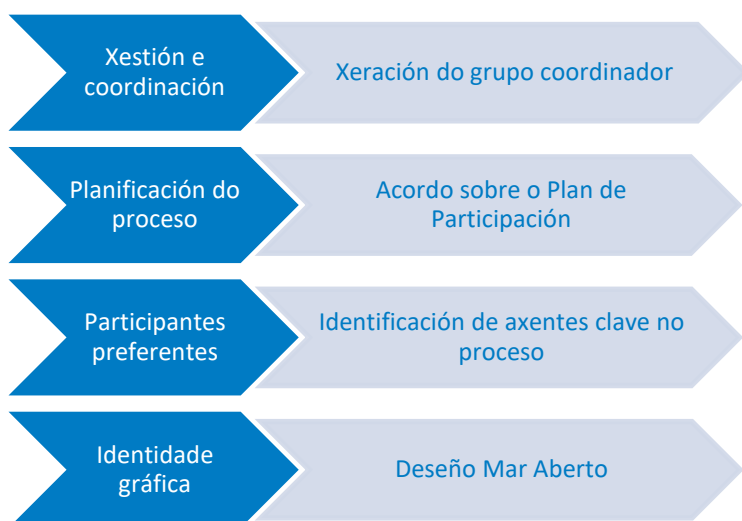 Xestión e
coordinación
Xeración do grupo coordinador
Planificación do
proceso
Acordo sobre o Plan de
Participación
Participantes
preferentes
Identificación de axentes clave no
proceso
Identidade
gráfica
Deseño Mar Aberto